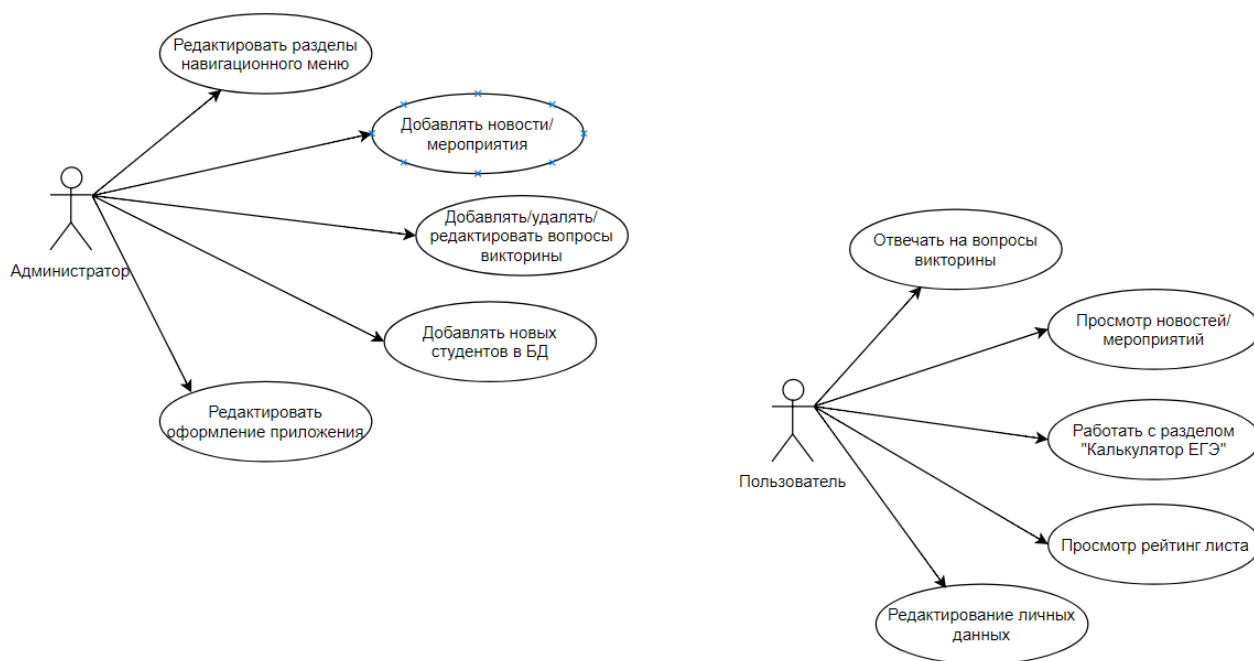 Редактировать разделы
навигационного меню
Добавлять новости/
мероприятия
Добавлять/удалять/
редактировать вопросы
викторины
Администратор
Добавлять новых
студентов в БД
Редактировать
оформление приложения
Отвечать на вопросы
викторины
Просмотр новостей/
мероприятий
Работать с разделом
"Калькулятор ЕГЭ"
Пользователь
Просмотр рейтинг листа
Редактирование личных
данных